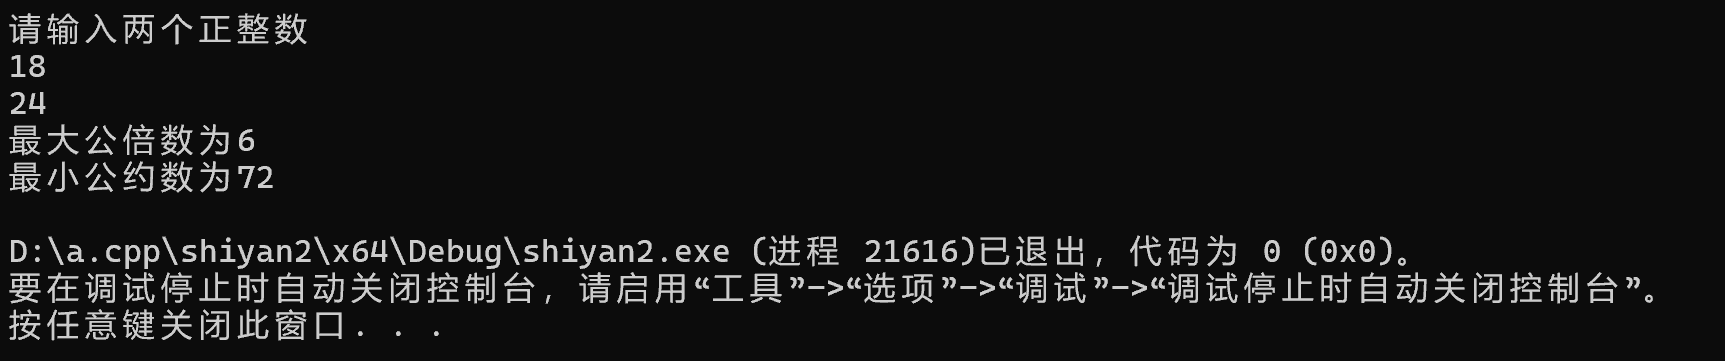 请输入两个正整数
18
24
最大公倍数为6
最小公约数为72
D:\a.cpp\shiyan2\x64\Debug\shiyan2.exe (进程 21616)已退出，代码为 0 (0x0)。
要在调试停止时自动关闭控制台，请启用“工具”->“选项”->“调试”->“调试停止时自动关闭控制台”。
按任意键关闭此窗口. . .